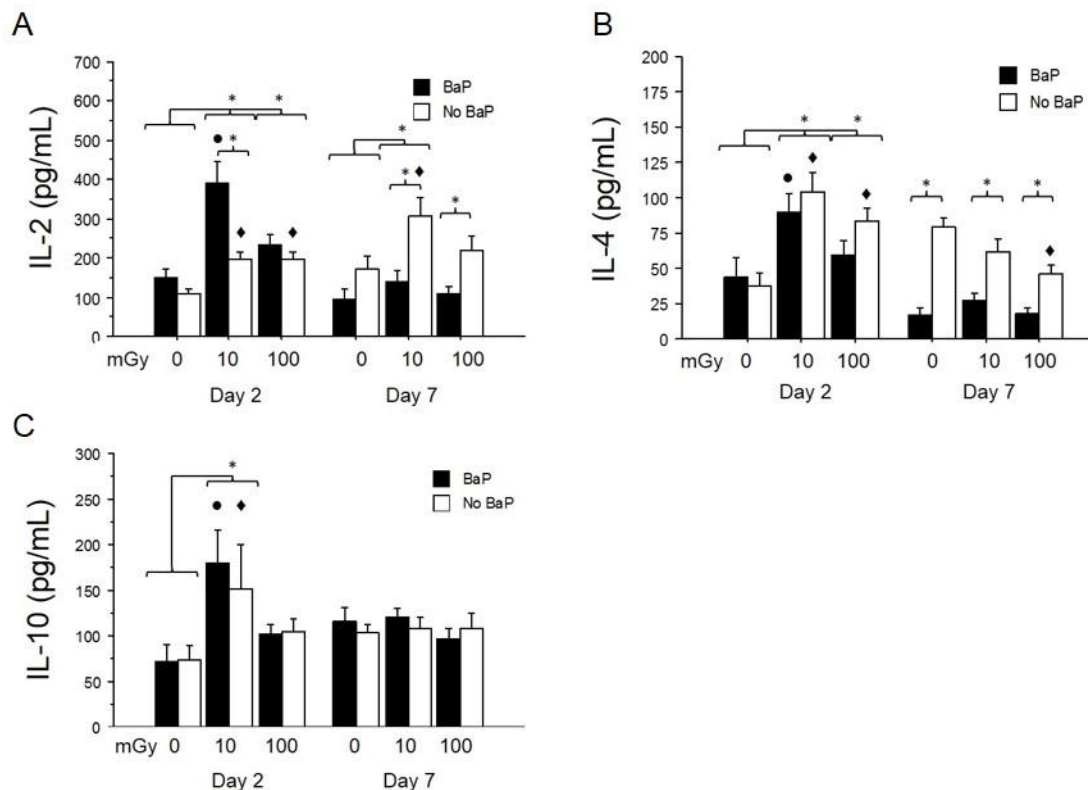 A
IL-2 (pg/mL)
700
600
500
400
300
200
100
0
BaP
No BaP
* *
*
*
* 
*
mGy 0 10 100 0 10 100
Day 2 Day 7
B
IL-4 (pg/mL)
200
175
150
125
100
75
50
25
0
BaP
No BaP
* *
* * *
mGy 0 10 100 0 10 100
Day 2 Day 7
C
IL-10 (pg/mL)
300
250
200
150
100
50
0
BaP
No BaP
*
mGy 0 10 100 0 10 100
Day 2 Day 7